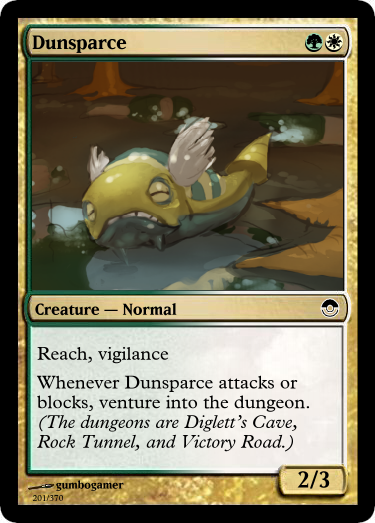 Dunsparce
Creature — Normal
Reach, vigilance
Whenever Dunsparce attacks or
blocks, venture into the dungeon.
(The dungeons are Diglett's Cave,
Rock Tunnel, and Victory Road.)
2/3
gumbogamer
201/370